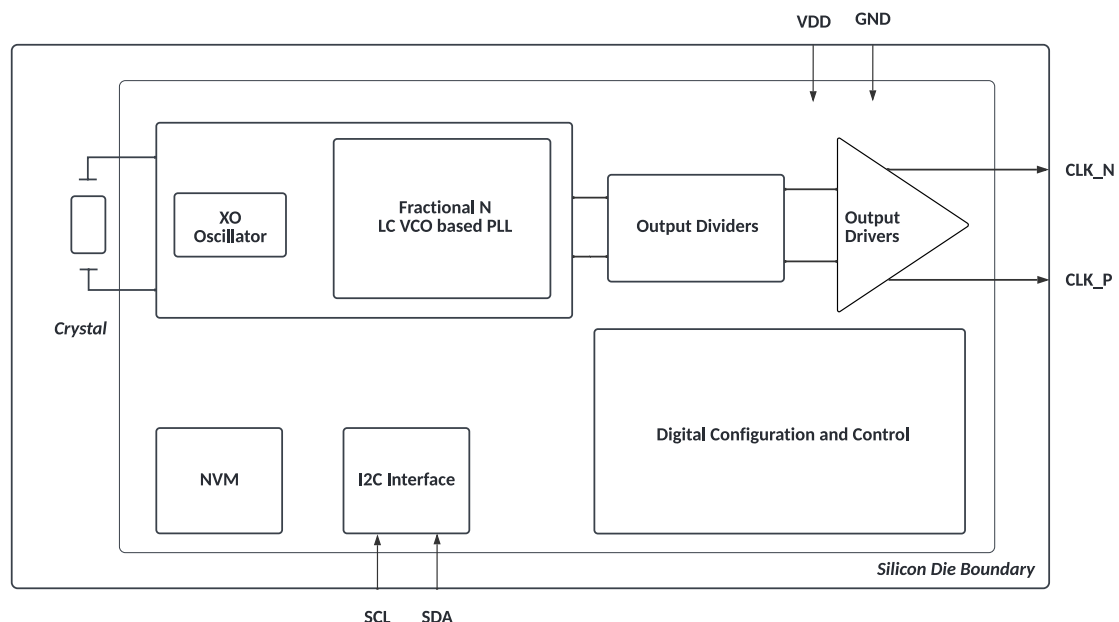 VDD
GND
Fractional N
LC VCO based PLL
XO
Oscillator
Output Dividers
Output
Drivers
CLK_N
CLK_P
Crystal
Digital Configuration and Control
NVM
I2C Interface
Silicon Die Boundary
SCL
SDA